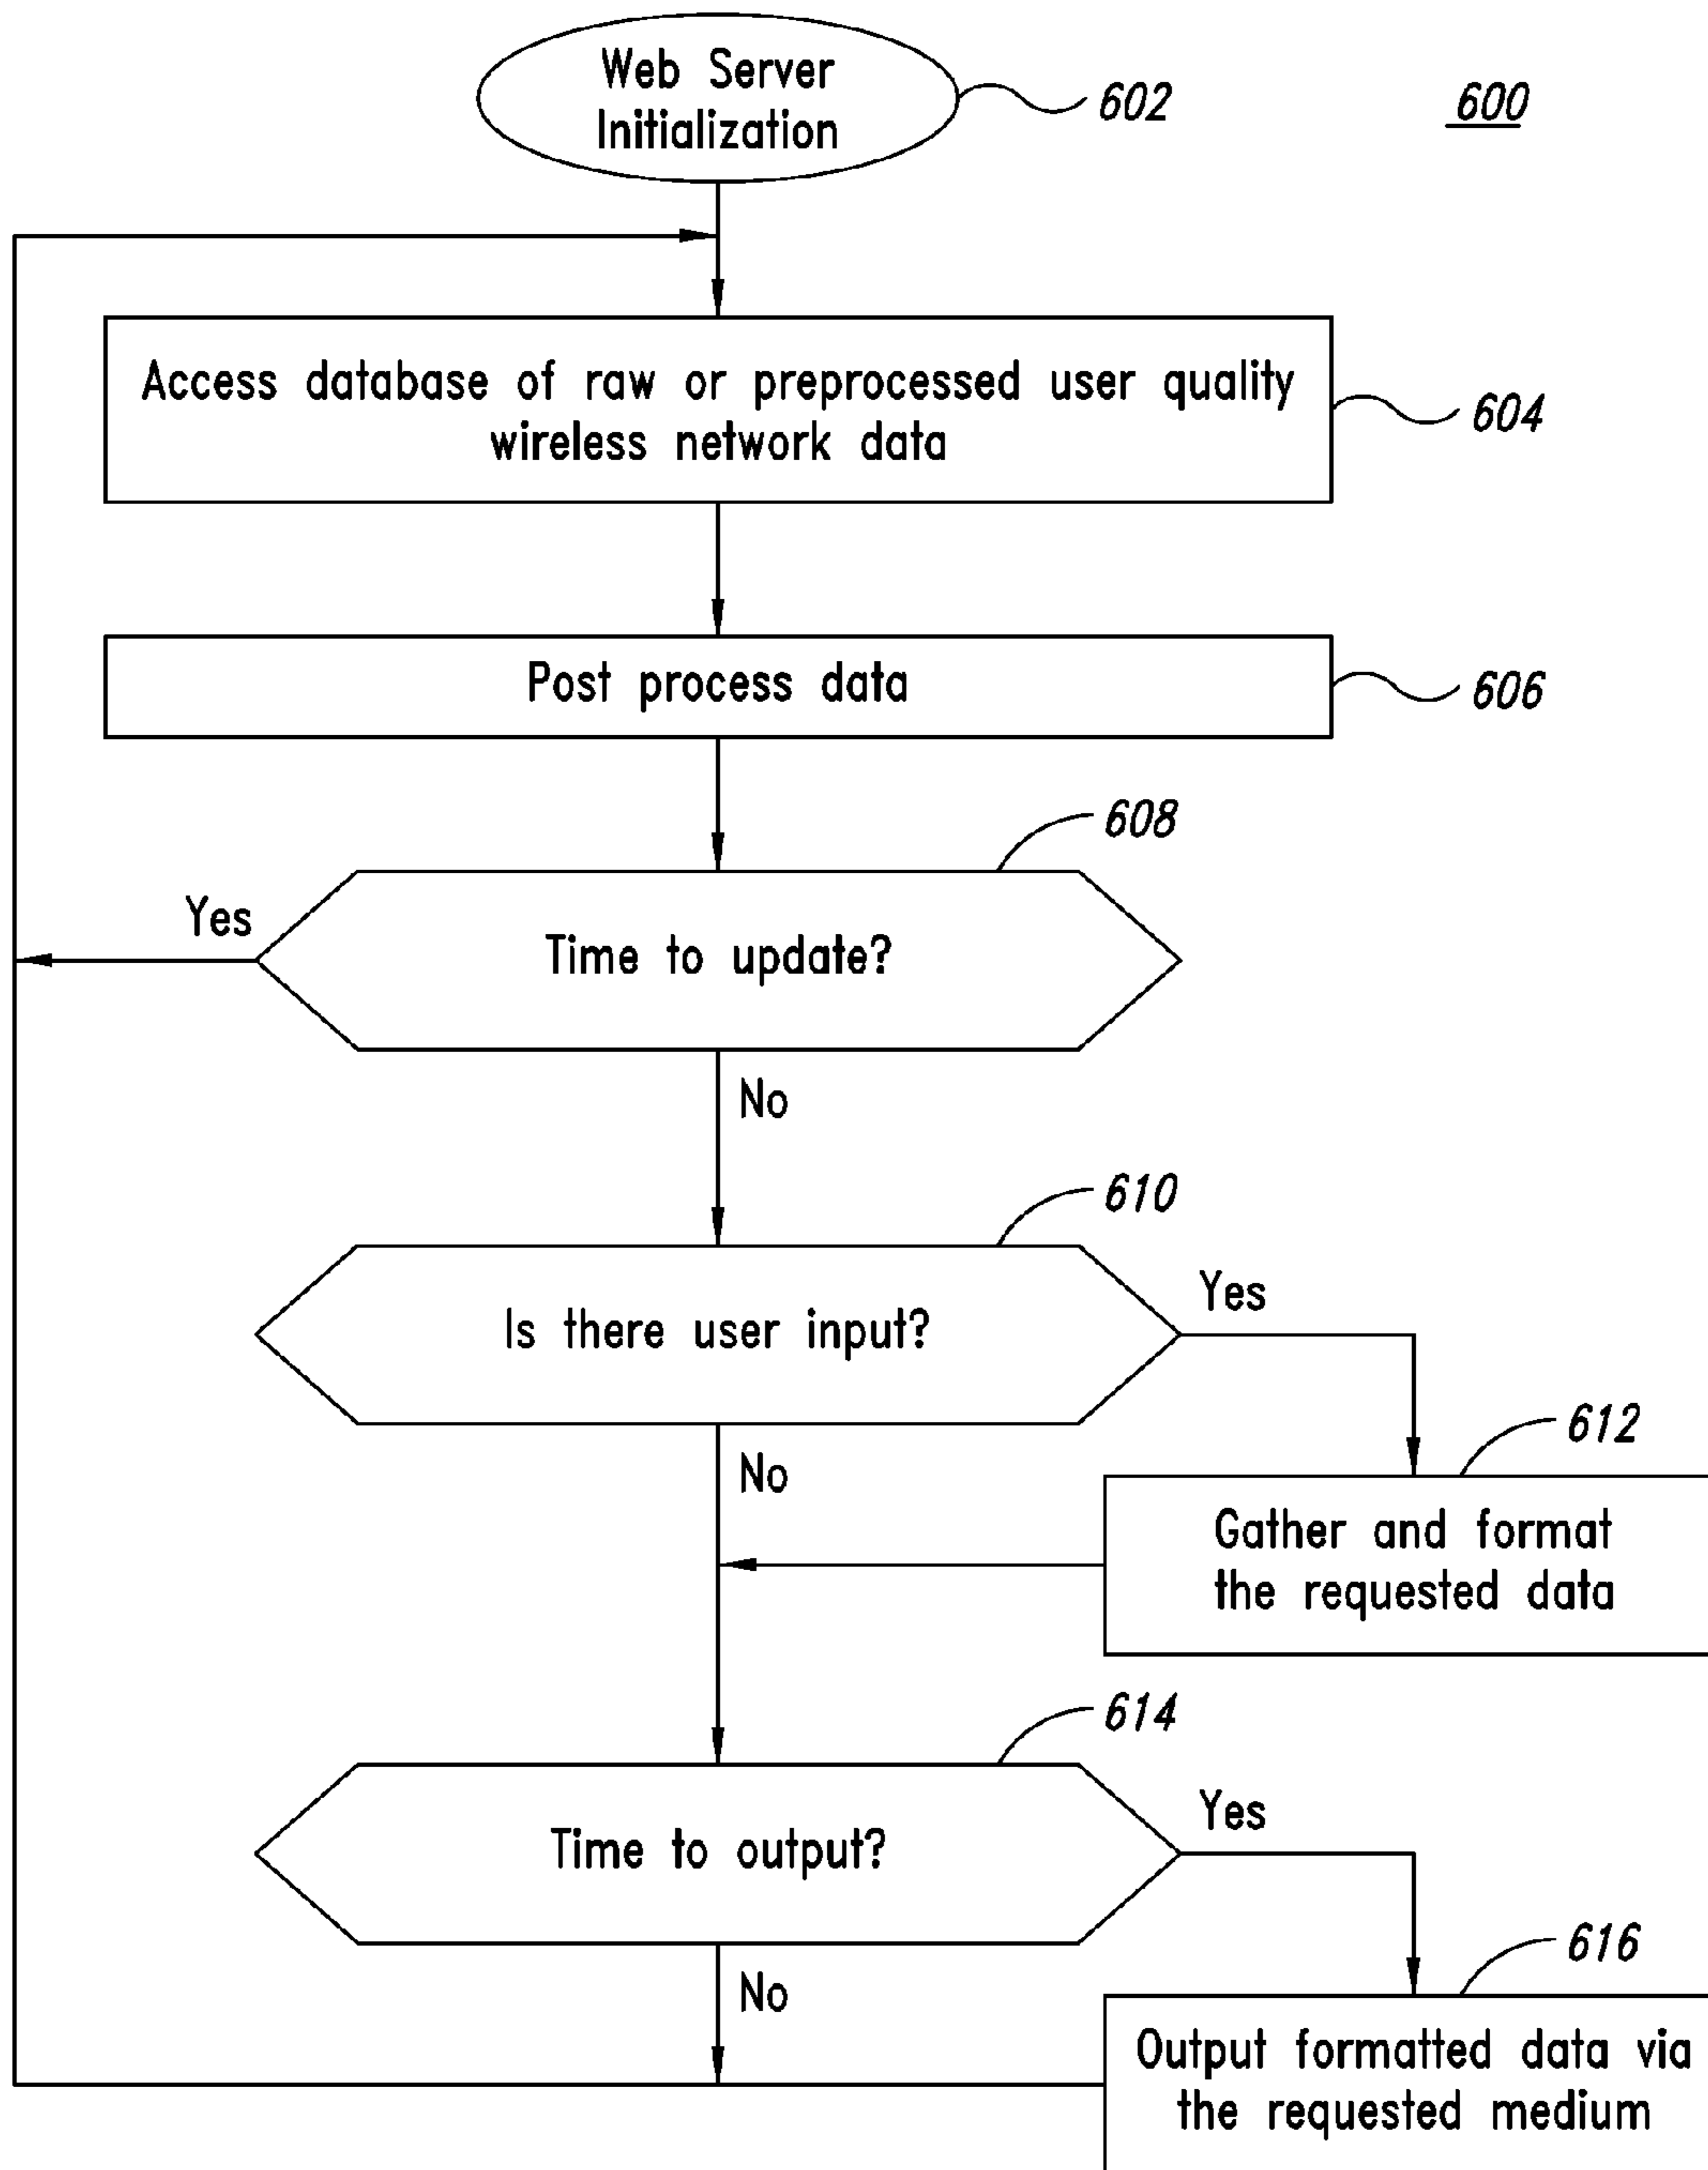 Web Server
Initialization
602
600
Access database of raw or preprocessed user quality
wireless network data
604
Post process data
606
608
Yes
Time to update?
No
610
Yes
Is there user input?
612
No
Gather and format
the requested data
614
Yes
Time to output?
616
No
Output formatted data via
the requested medium